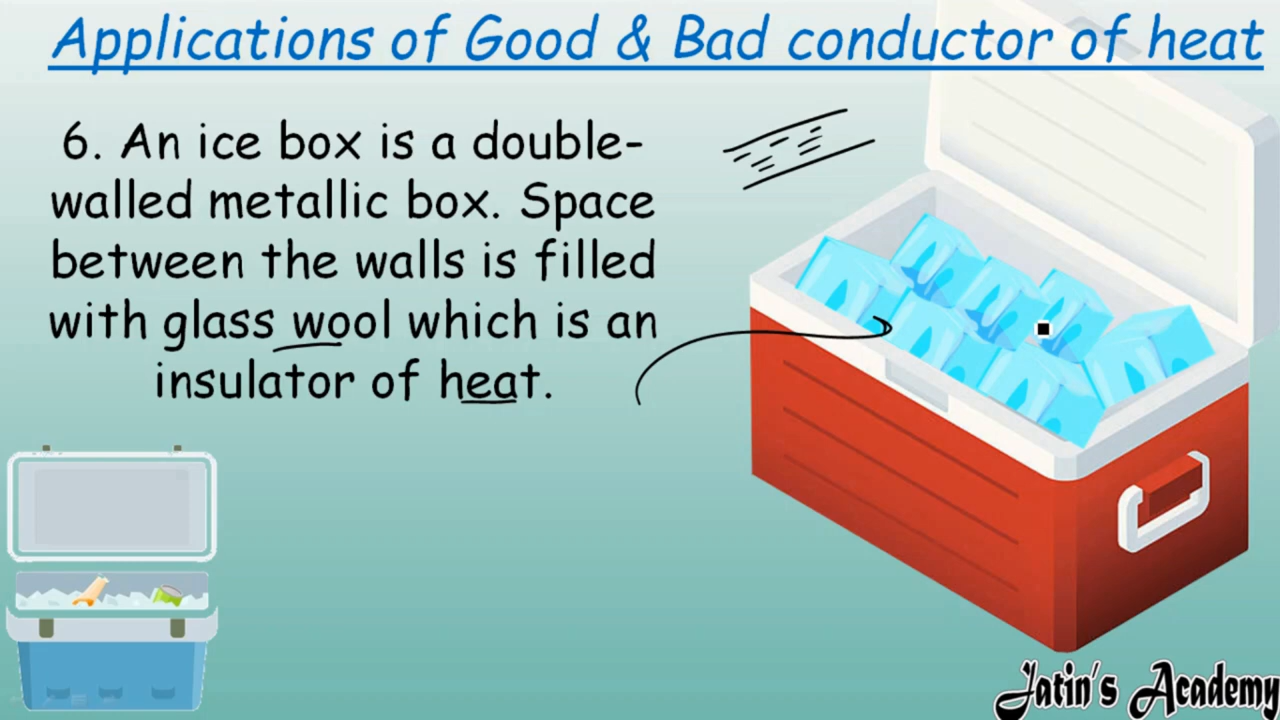 Applications of Good & Bad conductor of heat
6. An ice box is a double-
walled metallic box. Space
between the walls is filled
with glass wool which is an
insulator of heat.
Jatin's Academy